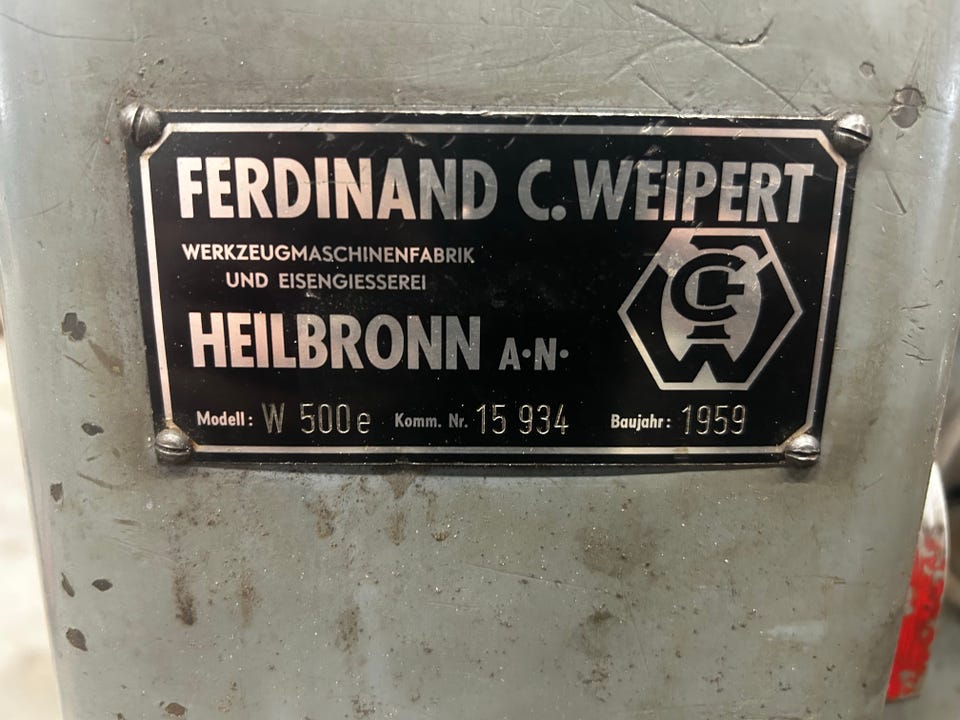 FERDINAND C. WEIPERT
WERKZEUGMASCHINENFABRIK
UND EISENGIESSEREI
HEILBRONN A·N·
Modell: W 500e Komm. Nr. 15 934 Baujahr: 1959